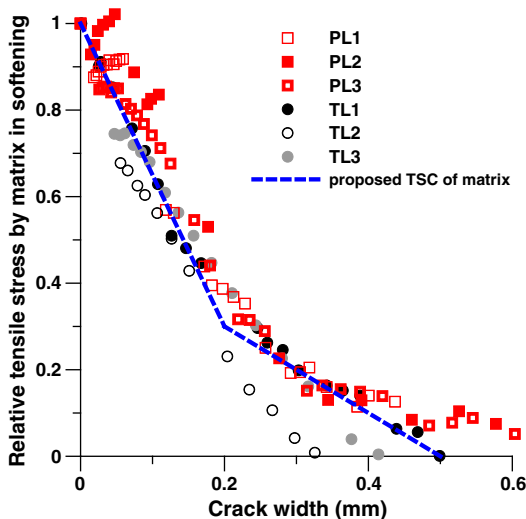 PL1
PL2
PL3
TL1
TL2
TL3
proposed TSC of matrix
Relative tensile stress by matrix in softening
1
0.8
0.6
0.4
0.2
0
0
0.2
0.4
0.6
Crack width (mm)